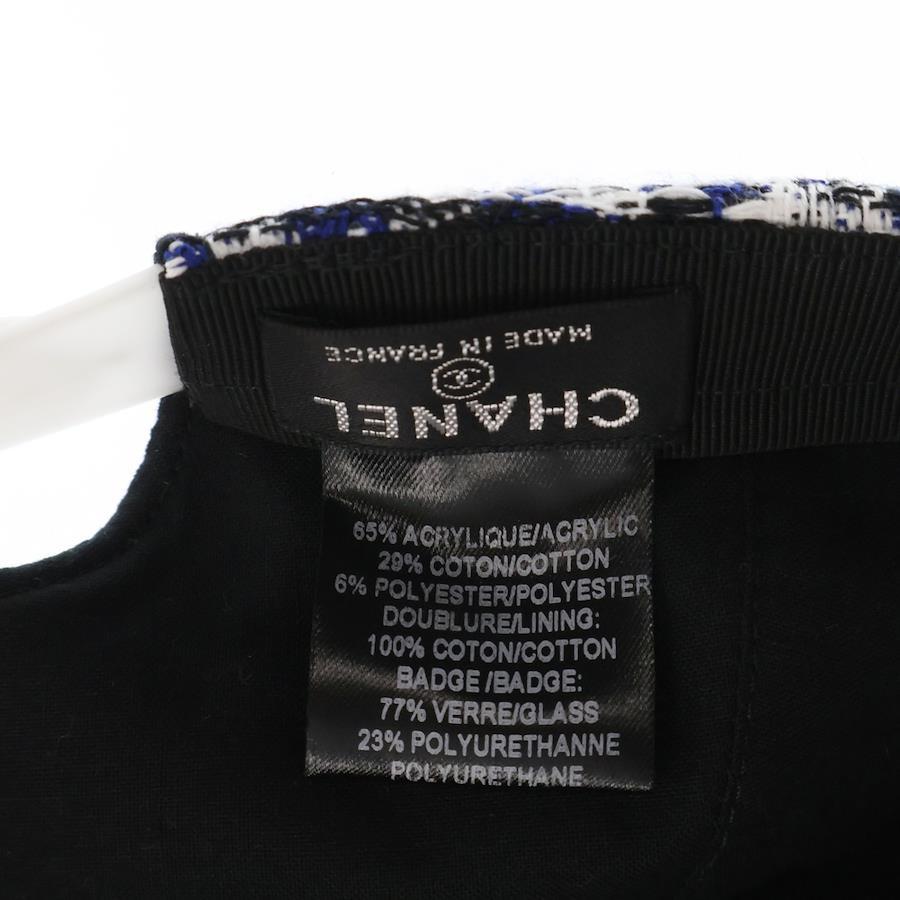 CHANEL
MADE IN FRANCE
65% ACRYLIQUE/ACRYLIC
29% COTON/COTTON
6% POLYESTER/POLYESTER
DOUBLURE/LINING:
100% COTON/COTTON
BADGE /BADGE:
77% VERRE/GLASS
23% POLYURETHANNE
POLYURETHANE